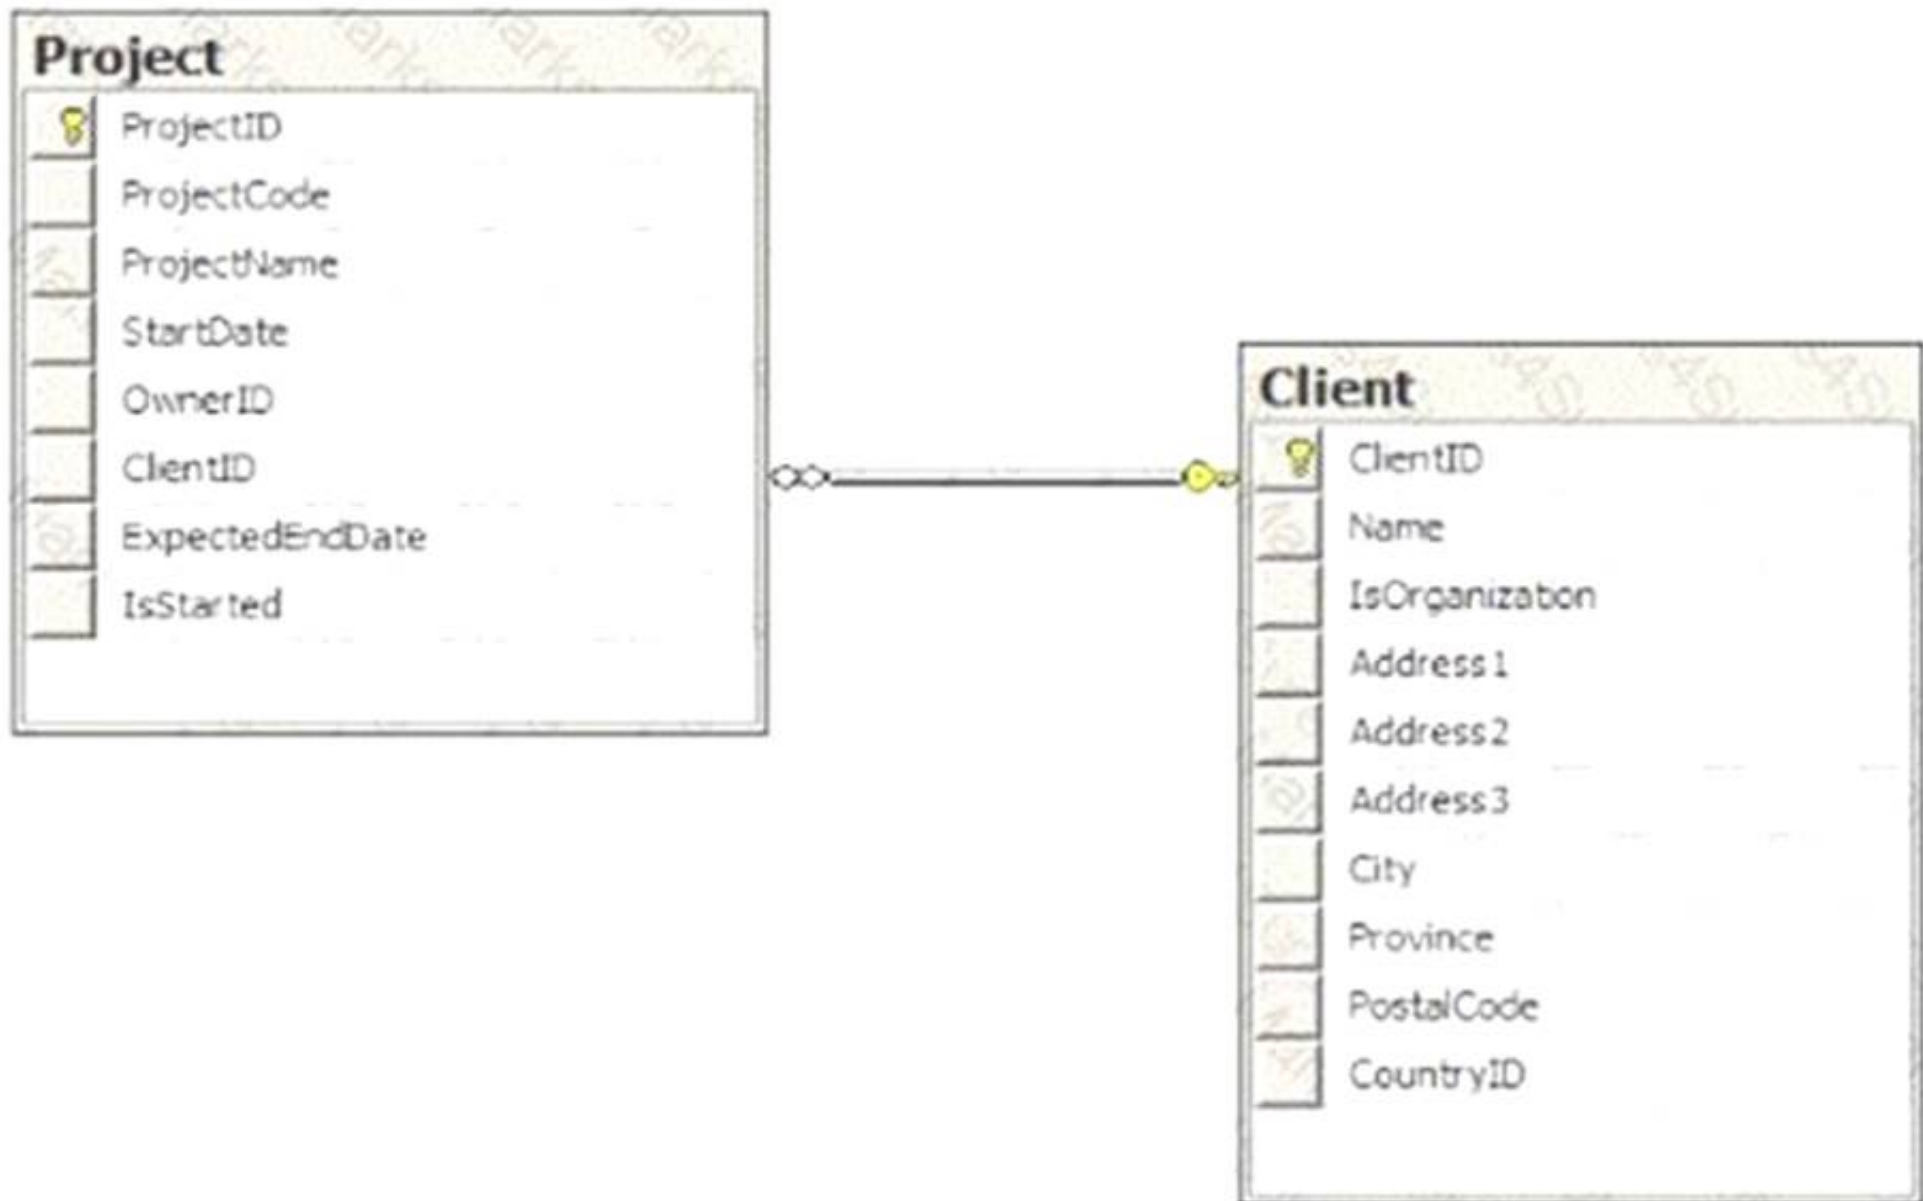 Project
ProjectID
ProjectCode
ProjectName
StartDate
OwnerID
ClientID
ExpectedEndDate
IsStarted
Client
ClientID
Name
IsOrganization
Address1
Address2
Address3
City
Province
PostalCode
CountryID